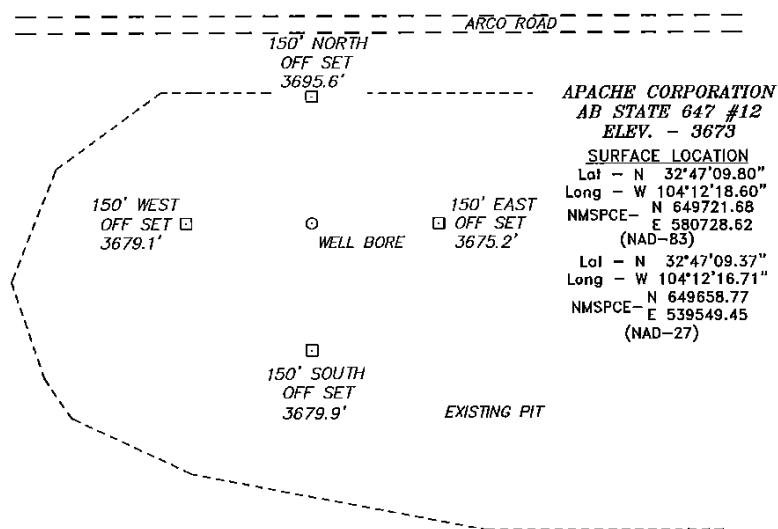 ARCO ROAD
150' NORTH
OFF SET
3695.6'
APACHE CORPORATION
AB STATE 647 #12
ELEV. - 3673
SURFACE LOCATION
Lat - N 32°47'09.80"
Long - W 104°12'18.60"
NMSPCE- N 649721.68
E 580728.62
(NAD-83)
Lat - N 32°47'09.37"
Long - W 104°12'16.71"
NMSPCE- N 649658.77
E 539549.45
(NAD-27)
150' WEST
OFF SET
3679.1'
WELL BORE
150' EAST
OFF SET
3675.2'
150' SOUTH
OFF SET
3679.9'
EXISTING PIT